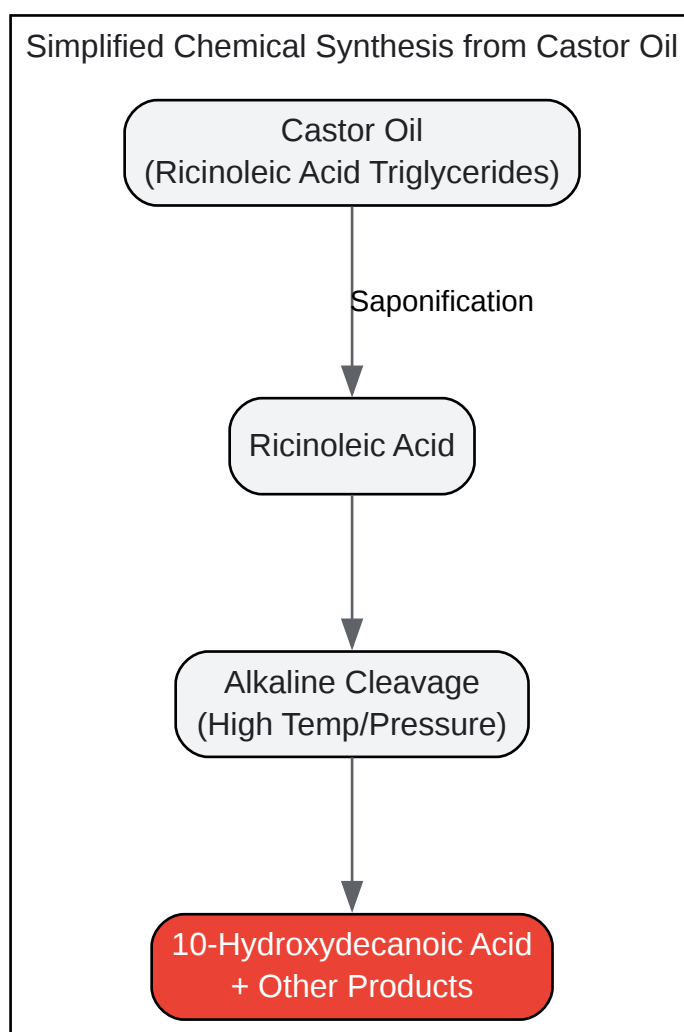 Simplified Chemical Synthesis from Castor Oil
Castor Oil
(Ricinoleic Acid Triglycerides)
Saponification
Ricinoleic Acid
Alkaline Cleavage
(High Temp/Pressure)
10-Hydroxydecanoic Acid
+ Other Products